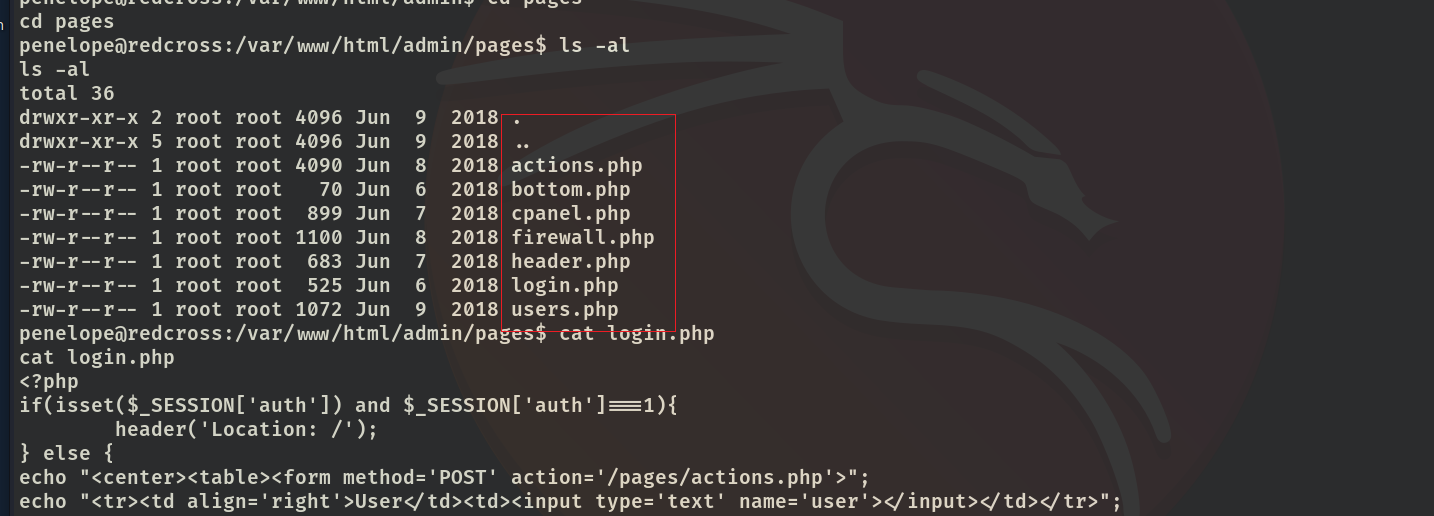 penelope@redcross:/var/www/html/admin$ cd pages
cd pages
penelope@redcross:/var/www/html/admin/pages$ ls -al
ls -al
total 36
drwxr-xr-x 2 root root 4096 Jun  9  2018 .
drwxr-xr-x 5 root root 4096 Jun  9  2018 ..
-rw-r--r-- 1 root root 4090 Jun  8  2018 actions.php
-rw-r--r-- 1 root root   70 Jun  6  2018 bottom.php
-rw-r--r-- 1 root root  899 Jun  7  2018 cpanel.php
-rw-r--r-- 1 root root 1100 Jun  8  2018 firewall.php
-rw-r--r-- 1 root root  683 Jun  7  2018 header.php
-rw-r--r-- 1 root root  525 Jun  6  2018 login.php
-rw-r--r-- 1 root root 1072 Jun  9  2018 users.php
penelope@redcross:/var/www/html/admin/pages$ cat login.php
cat login.php
<?php
if(isset($_SESSION['auth']) and $_SESSION['auth']===1){
        header('Location: /');
} else {
echo "<center><table><form method='POST' action='/pages/actions.php'>";
echo "<tr><td align='right'>User</td><td><input type='text' name='user'></input></td></tr>";